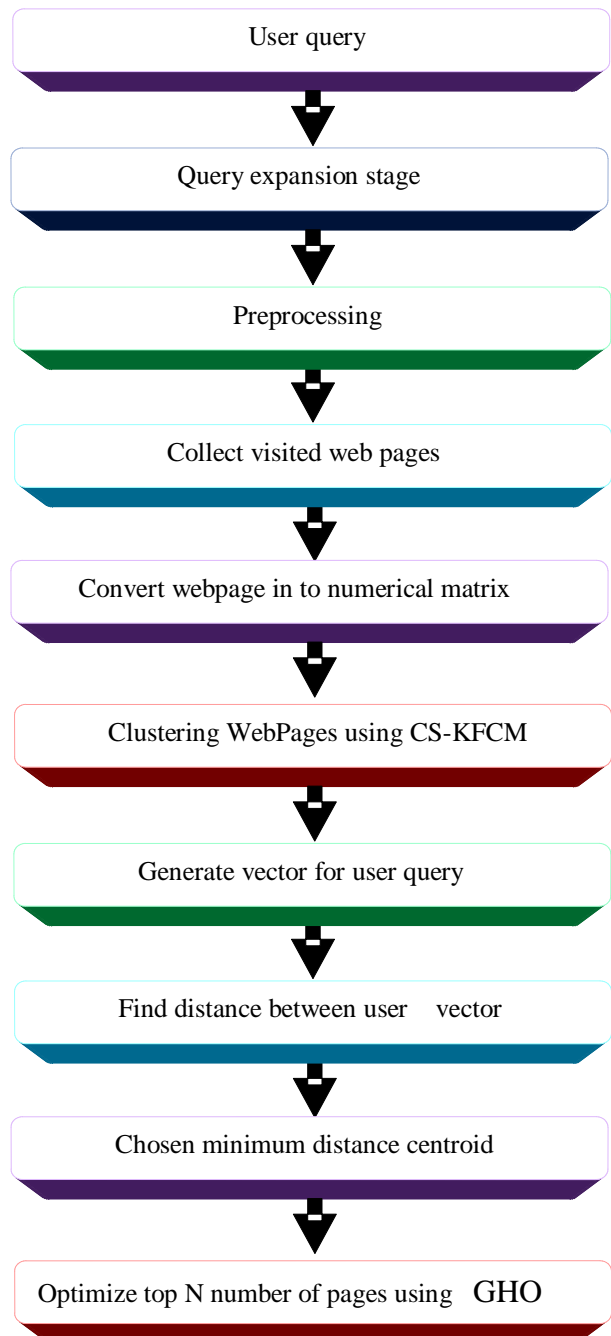 User query
Query expansion stage
Preprocessing
Collect visited web pages
Convert webpage in to numerical matrix
Clustering WebPages using CS-KFCM
Generate vector for user query
Find distance between user vector
Chosen minimum distance centroid
Optimize top N number of pages using GHO